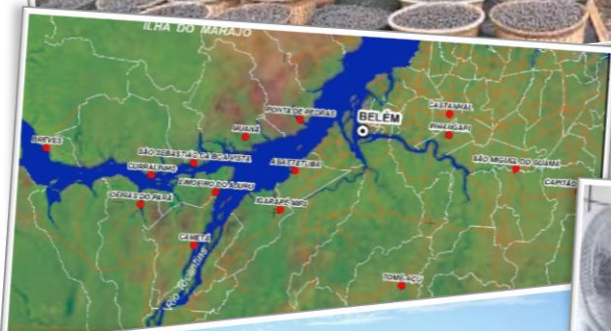 ILHA DO MARAJÓ
PONTA DE PEDRAS
CASTANHAL
BELÉM
MUANÁ
INHANGAPI
BREVES
SÃO SEBASTIÃO DA BOA VISTA
ABAETETUBA
SÃO MIGUEL DO GUAMÁ
CURRALINHO
LIMOEIRO DO AJURU
CAPITÃO
OEIRAS DO PARÁ
IGARAPÉ MIRI
CAMETÁ
Rio Tocantins
TOMÉ-AÇU